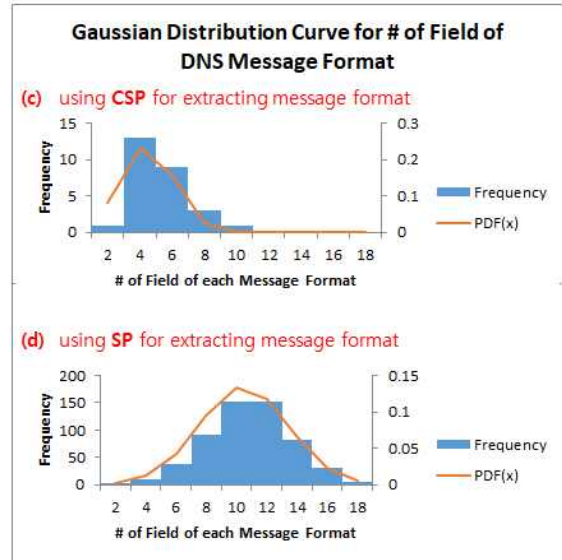 Gaussian Distribution Curve for # of Field of
DNS Message Format
(c) using CSP for extracting message format
15
10
5
0
Frequency
0.3
0.2
0.1
0
2 4 6 8 10 12 14 16 18
# of Field of each Message Format
Frequency
PDF(x)
(d) using SP for extracting message format
200
150
100
50
0
Frequency
0.15
0.1
0.05
0
2 4 6 8 10 12 14 16 18
# of Field of each Message Format
Frequency
PDF(x)